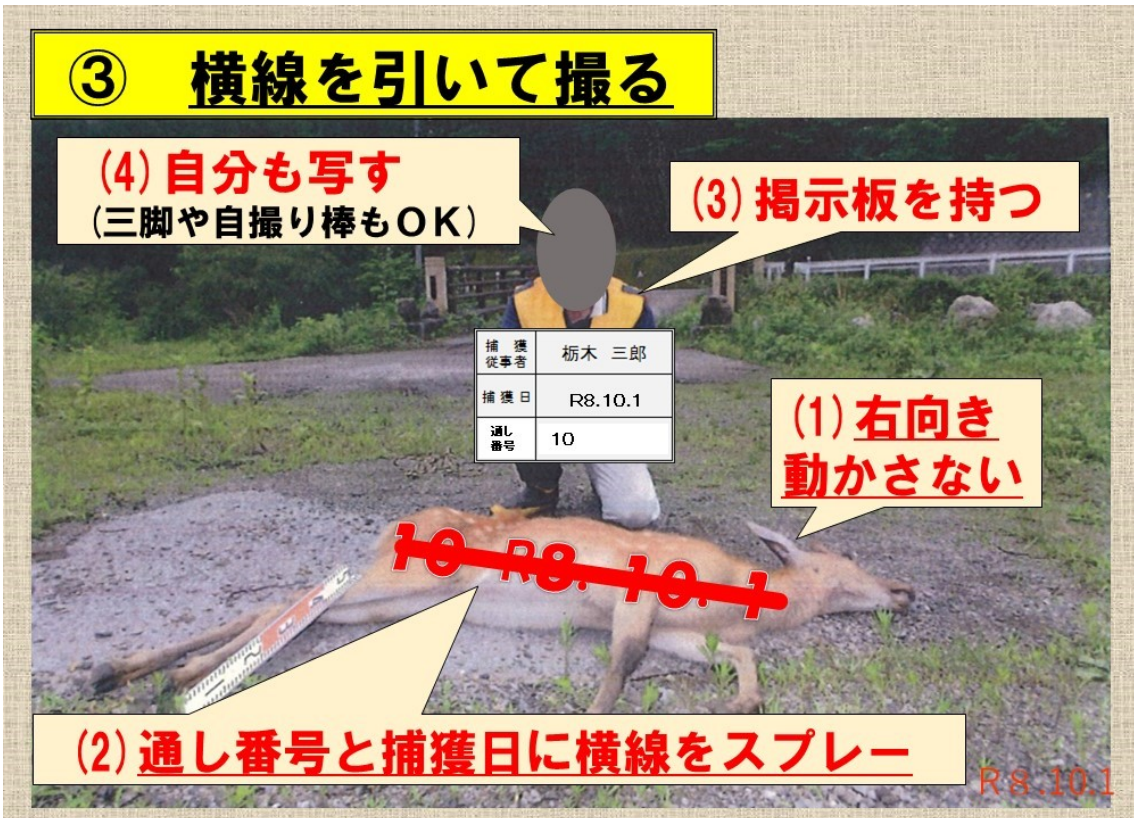 ③ 横線を引いて撮る
(4)自分も写す
(三脚や自撮り棒もOK)
(3)掲示板を持つ
捕獲
従事者
栃木 三郎
捕獲日
R8.10.1
通し
番号
10
(1)右向き
動かさない
10 R8.10.1
(2)通し番号と捕獲日に横線をスプレー
R8.10.1